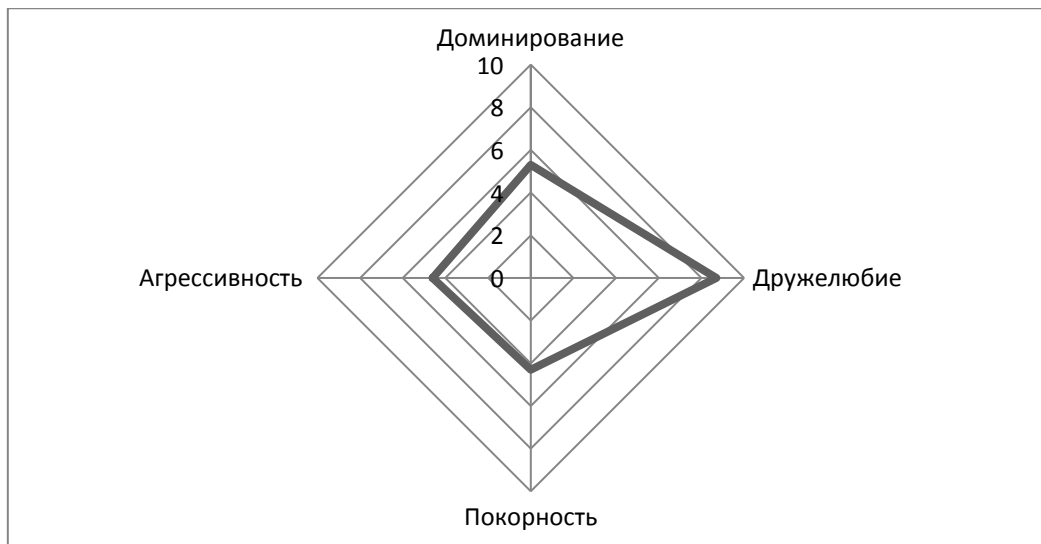 Доминирование
10
8
6
4
2
0
Агрессивность
Дружелюбие
Покорность